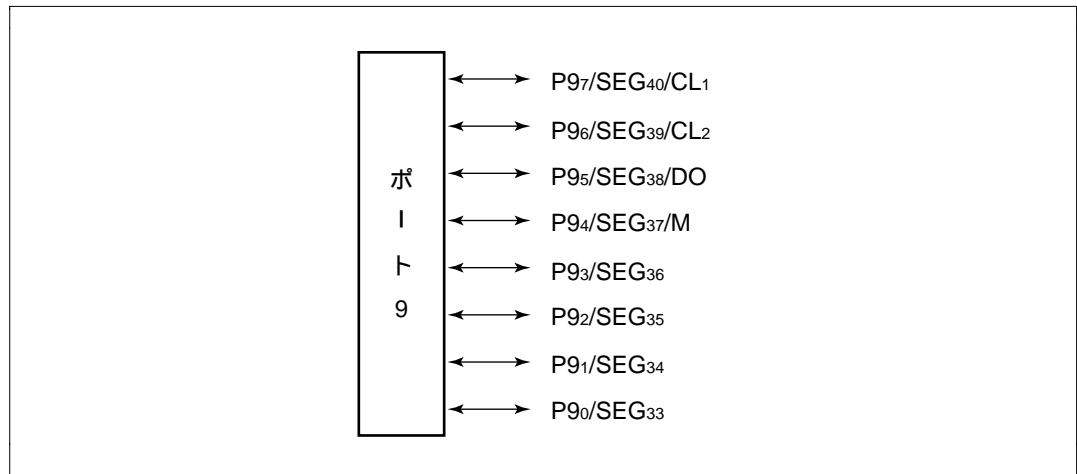 ポート9
P9₇/SEG₄₀/CL₁
P9₆/SEG₃₉/CL₂
P9₅/SEG₃₈/DO
P9₄/SEG₃₇/M
P9₃/SEG₃₆
P9₂/SEG₃₅
P9₁/SEG₃₄
P9₀/SEG₃₃